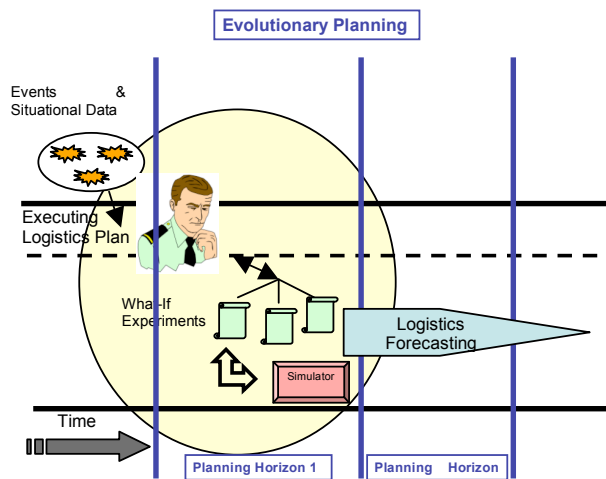 Evolutionary Planning
Events &
Situational Data
Executing
Logistics Plan
What-If
Experiments
Logistics
Forecasting
Simulator
Time
Planning Horizon 1
Planning Horizon